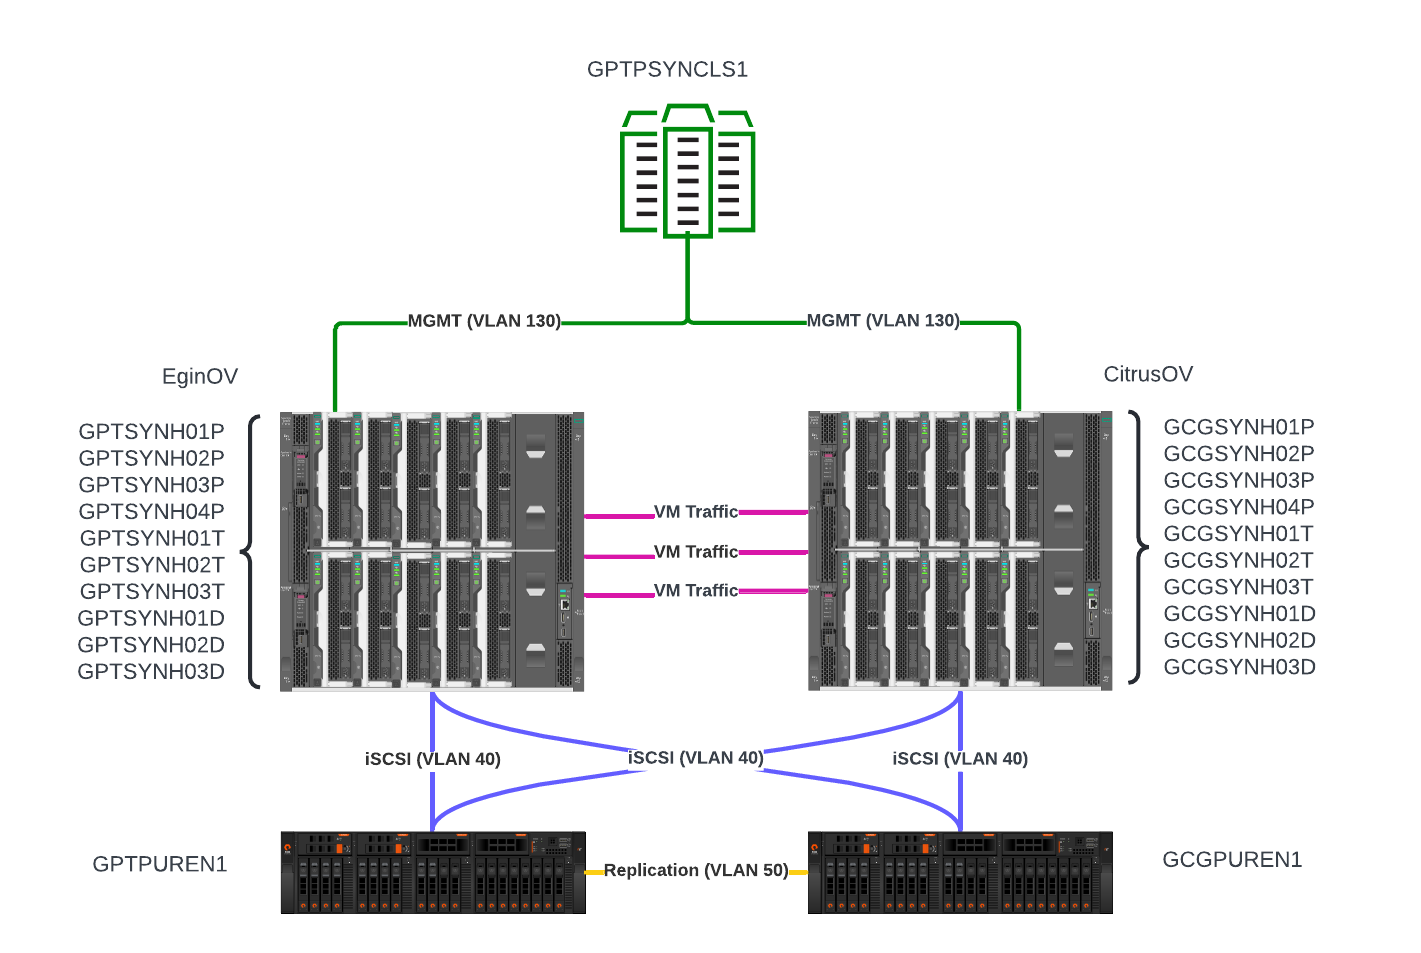 GPTPSYNCLS1
MGMT (VLAN 130)
MGMT (VLAN 130)
EginOV
CitrusOV
GPTSYNH01P
GPTSYNH02P
GPTSYNH03P
GPTSYNH04P
GPTSYNH01T
GPTSYNH02T
GPTSYNH03T
GPTSYNH01D
GPTSYNH02D
GPTSYNH03D
VM Traffic
VM Traffic
VM Traffic
GCGSYNH01P
GCGSYNH02P
GCGSYNH03P
GCGSYNH04P
GCGSYNH01T
GCGSYNH02T
GCGSYNH03T
GCGSYNH01D
GCGSYNH02D
GCGSYNH03D
iSCSI (VLAN 40)
iSCSI (VLAN 40)
iSCSI (VLAN 40)
GPTPUREN1
Replication (VLAN 50)
GCGPUREN1